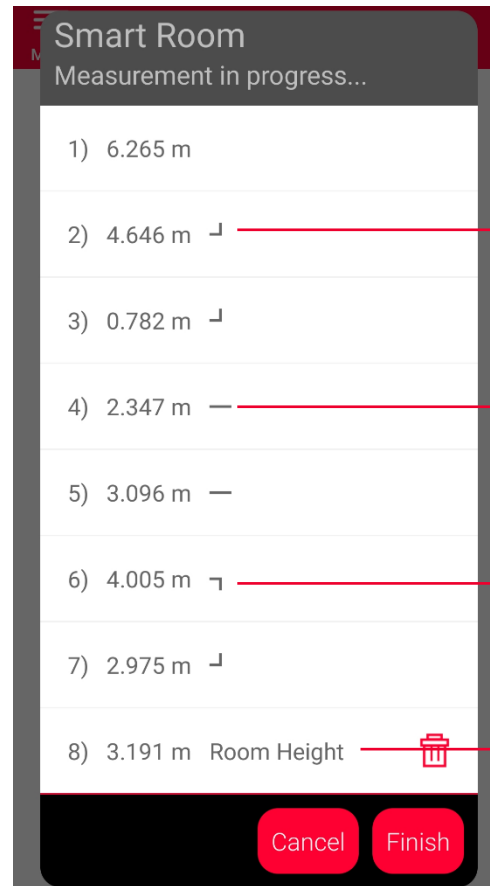 Smart Room
Measurement in progress...
1) 6.265 m
2) 4.646 m
3) 0.782 m
4) 2.347 m
5) 3.096 m
6) 4.005 m
7) 2.975 m
8) 3.191 m Room Height
Cancel Finish